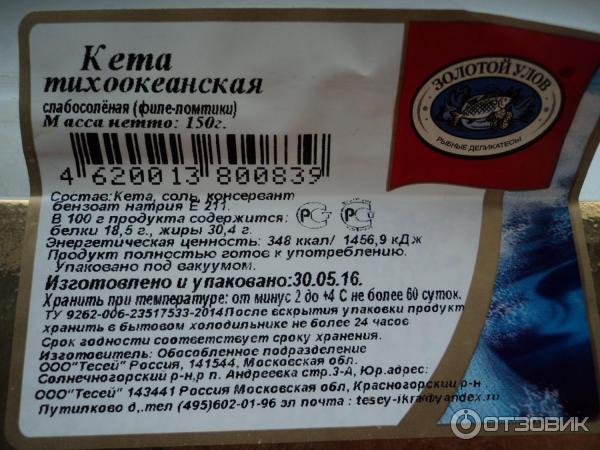 Кета
тихоокеанская
слабосолёная (филе-ломтики)
Масса нетто: 150г.
ЗОЛОТОЙ УЛОВ
РЫБНЫЕ ДЕЛИКАТЕСЫ
4 620013 800839
Состав:Кета, соль, консервант
бензоат натрия Е 211.
В 100 г продукта содержится:
белки 18,5 г., жиры 30,4 г.
Энергетическая ценность: 348 ккал/ 1456,9 кДж
Продукт полностью готов к употреблению.
Упаковано под вакуумом.
Изготовлено и упаковано:30.05.16.
Хранить при температуре: от минус 2 до +4 С не более 60 суток.
ТУ 9262-006-23517533-2014После вскрытия упаковки продукт
хранить в бытовом холодильнике не более 24 часов
Срок годности соответствует сроку хранения.
Изготовитель: Обособленное подразделение
ООО"Тесей" Россия, 141544, Московская обл.
Солнечногорский р-н,р п. Андреевка стр.3-А, Юр.адрес:
ООО"Тесей" 143441 Россия Московская обл, Красногорский р-н
Путилково д,.тел (495)602-01-96 эл почта : tesey-ikra@yandex.ru
ОТЗОВИК